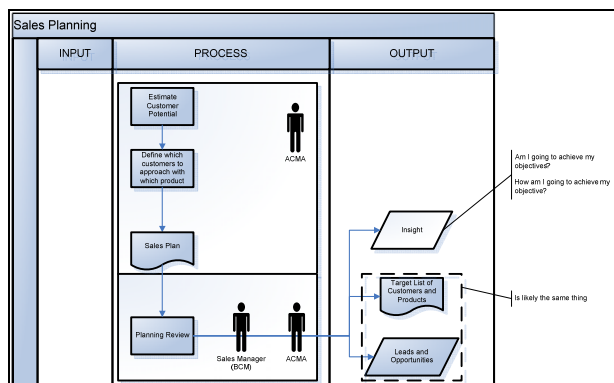 Sales Planning
INPUT
PROCESS
OUTPUT
Estimate
Customer
Potential
ACMA
Define which
customers to
approach with
which product
Sales Plan
Am I going to achieve my
objectives?
How am I going to achieve my
objective?
Insight
Target List of
Customers and
Products
Is likely the same thing
Planning Review
Sales Manager
(BCM)
ACMA
Leads and
Opportunities